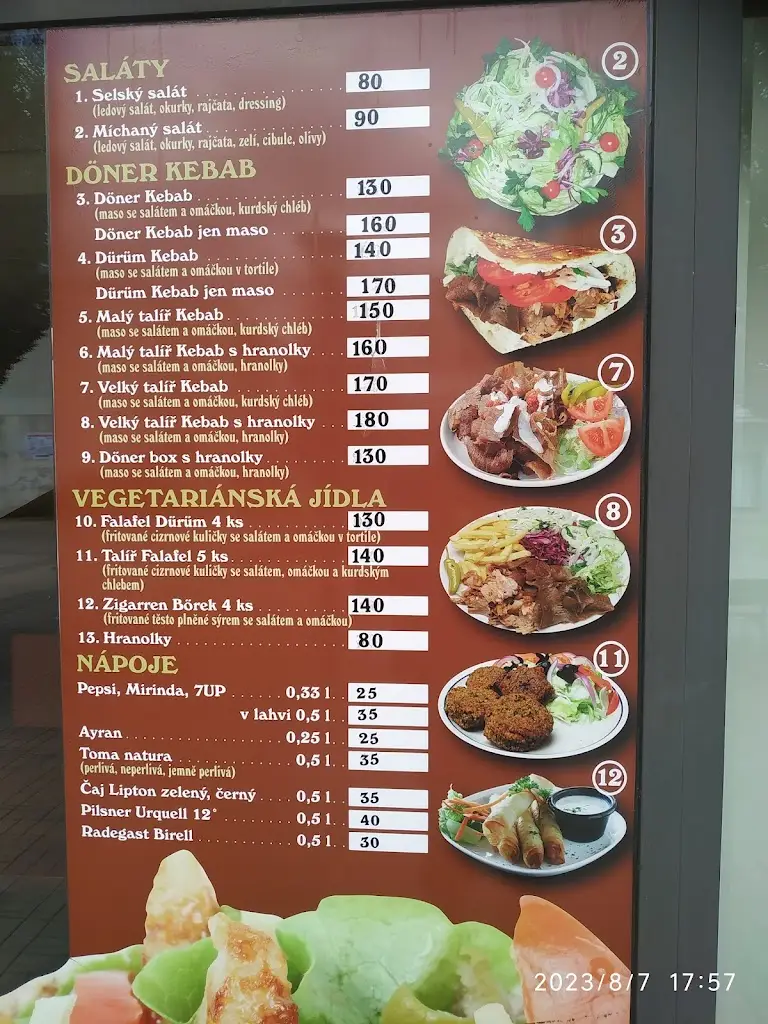 SALÁTY
1. Selský salát 80
(ledový salát, okurky, rajčata, dressing)
2. Míchaný salát 90
(ledový salát, okurky, rajčata, zelí, cibule, olivy)
DÖNER KEBAB
3. Döner Kebab 130
(maso se salátem a omáčkou, kurdský chléb)
Döner Kebab jen maso 160
4. Dürüm Kebab 140
(maso se salátem a omáčkou v tortile)
Dürüm Kebab jen maso 170
5. Malý talíř Kebab 150
(maso se salátem a omáčkou, kurdský chléb)
6. Malý talíř Kebab s hranolky 160
(maso se salátem a omáčkou, hranolky)
7. Velký talíř Kebab 170
(maso se salátem a omáčkou, kurdský chléb)
8. Velký talíř Kebab s hranolky 180
(maso se salátem a omáčkou, hranolky)
9. Döner box s hranolky 130
(maso se salátem a omáčkou, hranolky)
VEGETARIÁNSKÁ JÍDLA
10. Falafel Dürüm 4 ks 130
(fritované cizrnové kuličky se salátem a omáčkou v tortile)
11. Talíř Falafel 5 ks 140
(fritované cizrnové kuličky se salátem, omáčkou a kurdským
chlebem)
12. Zigarren Börek 4 ks 140
(fritované těsto plněné sýrem se salátem a omáčkou)
13. Hranolky 80
NÁPOJE
Pepsi, Mirinda, 7UP 0,33 l 25
v lahvi 0,5 l 35
Ayran 0,25 l 25
Toma natura 0,5 l 35
(perlivá, neperlivá, jemně perlivá)
Čaj Lipton zelený, černý 0,5 l 35
Pilsner Urquell 12° 0,5 l 40
Radegast Birell 0,5 l 30
2
3
7
8
11
12
2023/8/7 17:57